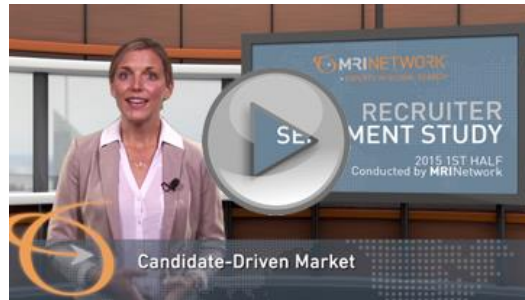 MRINETWORK
RECRUITER
SE MENT STUDY
2015 1ST HALF
Conducted by MRINetwork
Candidate-Driven Market